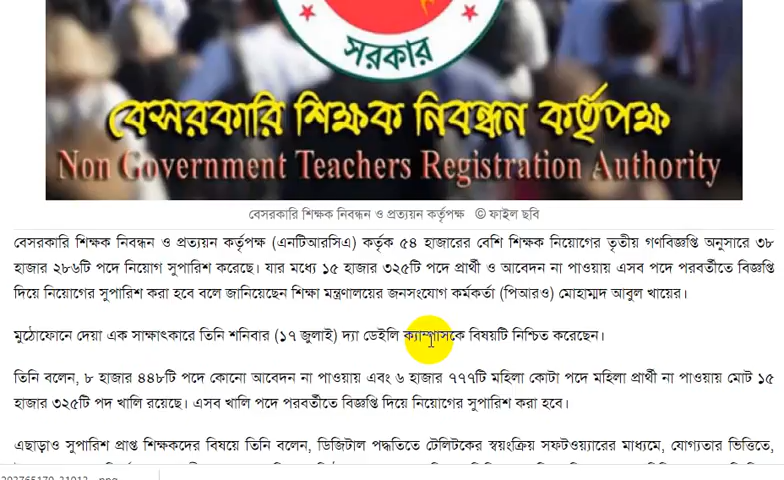 সরকার
বেসরকারি শিক্ষক নিবন্ধন কর্তৃপক্ষ
Non Government Teachers Registration Authority
বেসরকারি শিক্ষক নিবন্ধন ও প্রত্যয়ন কর্তৃপক্ষ © ফাইল ছবি
বেসরকারি শিক্ষক নিবন্ধন ও প্রত্যয়ন কর্তৃপক্ষ (এনটিআরসিএ) কর্তৃক ৫৪ হাজারের বেশি শিক্ষক নিয়োগের তৃতীয় গণবিজ্ঞপ্তি অনুসারে ৩৮
হাজার ২৮৬টি পদে নিয়োগ সুপারিশ করেছে। যার মধ্যে ১৫ হাজার ৩২৫টি পদে প্রার্থী ও আবেদন না পাওয়ায় এসব পদে পরবর্তীতে বিজ্ঞপ্তি
দিয়ে নিয়োগের সুপারিশ করা হবে বলে জানিয়েছেন শিক্ষা মন্ত্রণালয়ের জনসংযোগ কর্মকর্তা (পিআরও) মোহাম্মদ আবুল খায়ের।
মুঠোফোনে দেয়া এক সাক্ষাৎকারে তিনি শনিবার (১৭ জুলাই) দ্যা ডেইলি ক্যাম্পাসকে বিষয়টি নিশ্চিত করেছেন।
তিনি বলেন, ৮ হাজার ৪৪৮টি পদে কোনো আবেদন না পাওয়ায় এবং ৬ হাজার ৭৭৭টি মহিলা কোটা পদে মহিলা প্রার্থী না পাওয়ায় মোট ১৫
হাজার ৩২৫টি পদ খালি রয়েছে। এসব খালি পদে পরবর্তীতে বিজ্ঞপ্তি দিয়ে নিয়োগের সুপারিশ করা হবে।
এছাড়াও সুপারিশ প্রাপ্ত শিক্ষকদের বিষয়ে তিনি বলেন, ডিজিটাল পদ্ধতিতে টেলিটকের স্বয়ংক্রিয় সফটওয়্যারের মাধ্যমে, যোগ্যতার ভিত্তিতে,